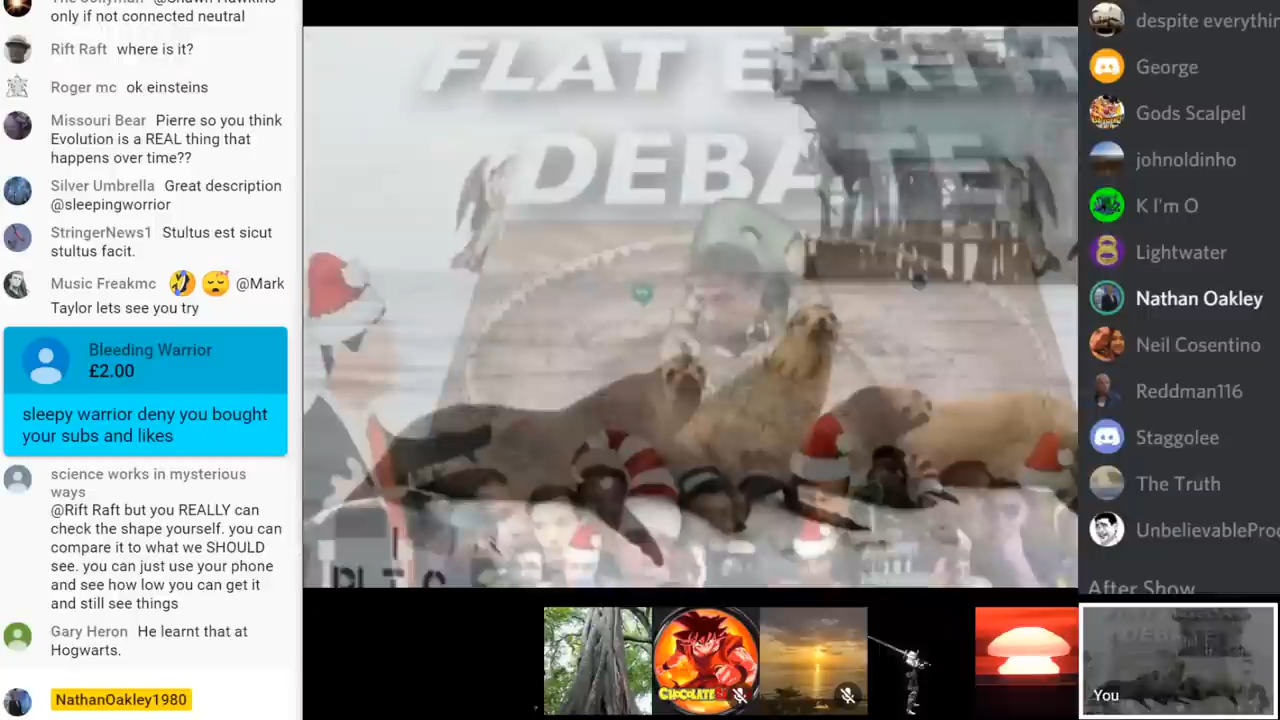 only if not connected neutral
Rift Raft where is it?
Roger mc ok einsteins
Missouri Bear Pierre so you think
Evolution is a REAL thing that
happens over time??
Silver Umbrella Great description
@sleepingworrior
StringerNews1 Stultus est sicut
stultus facit.
Music Freakmc 🤣 😴 @Mark
Taylor lets see you try
Bleeding Warrior
£2.00
sleepy warrior deny you bought
your subs and likes
science works in mysterious
ways
@Rift Raft but you REALLY can
check the shape yourself. you can
compare it to what we SHOULD
see. you can just use your phone
and see how low you can get it
and still see things
Gary Heron He learnt that at
Hogwarts.
NathanOakley1980
FLAT EARTH
DEBATE
CHOCOLATE
despite everythin
George
Gods Scalpel
johnoldinho
K I'm O
Lightwater
Nathan Oakley
Neil Cosentino
Reddman116
Staggolee
The Truth
UnbelievablePro
After Show
You